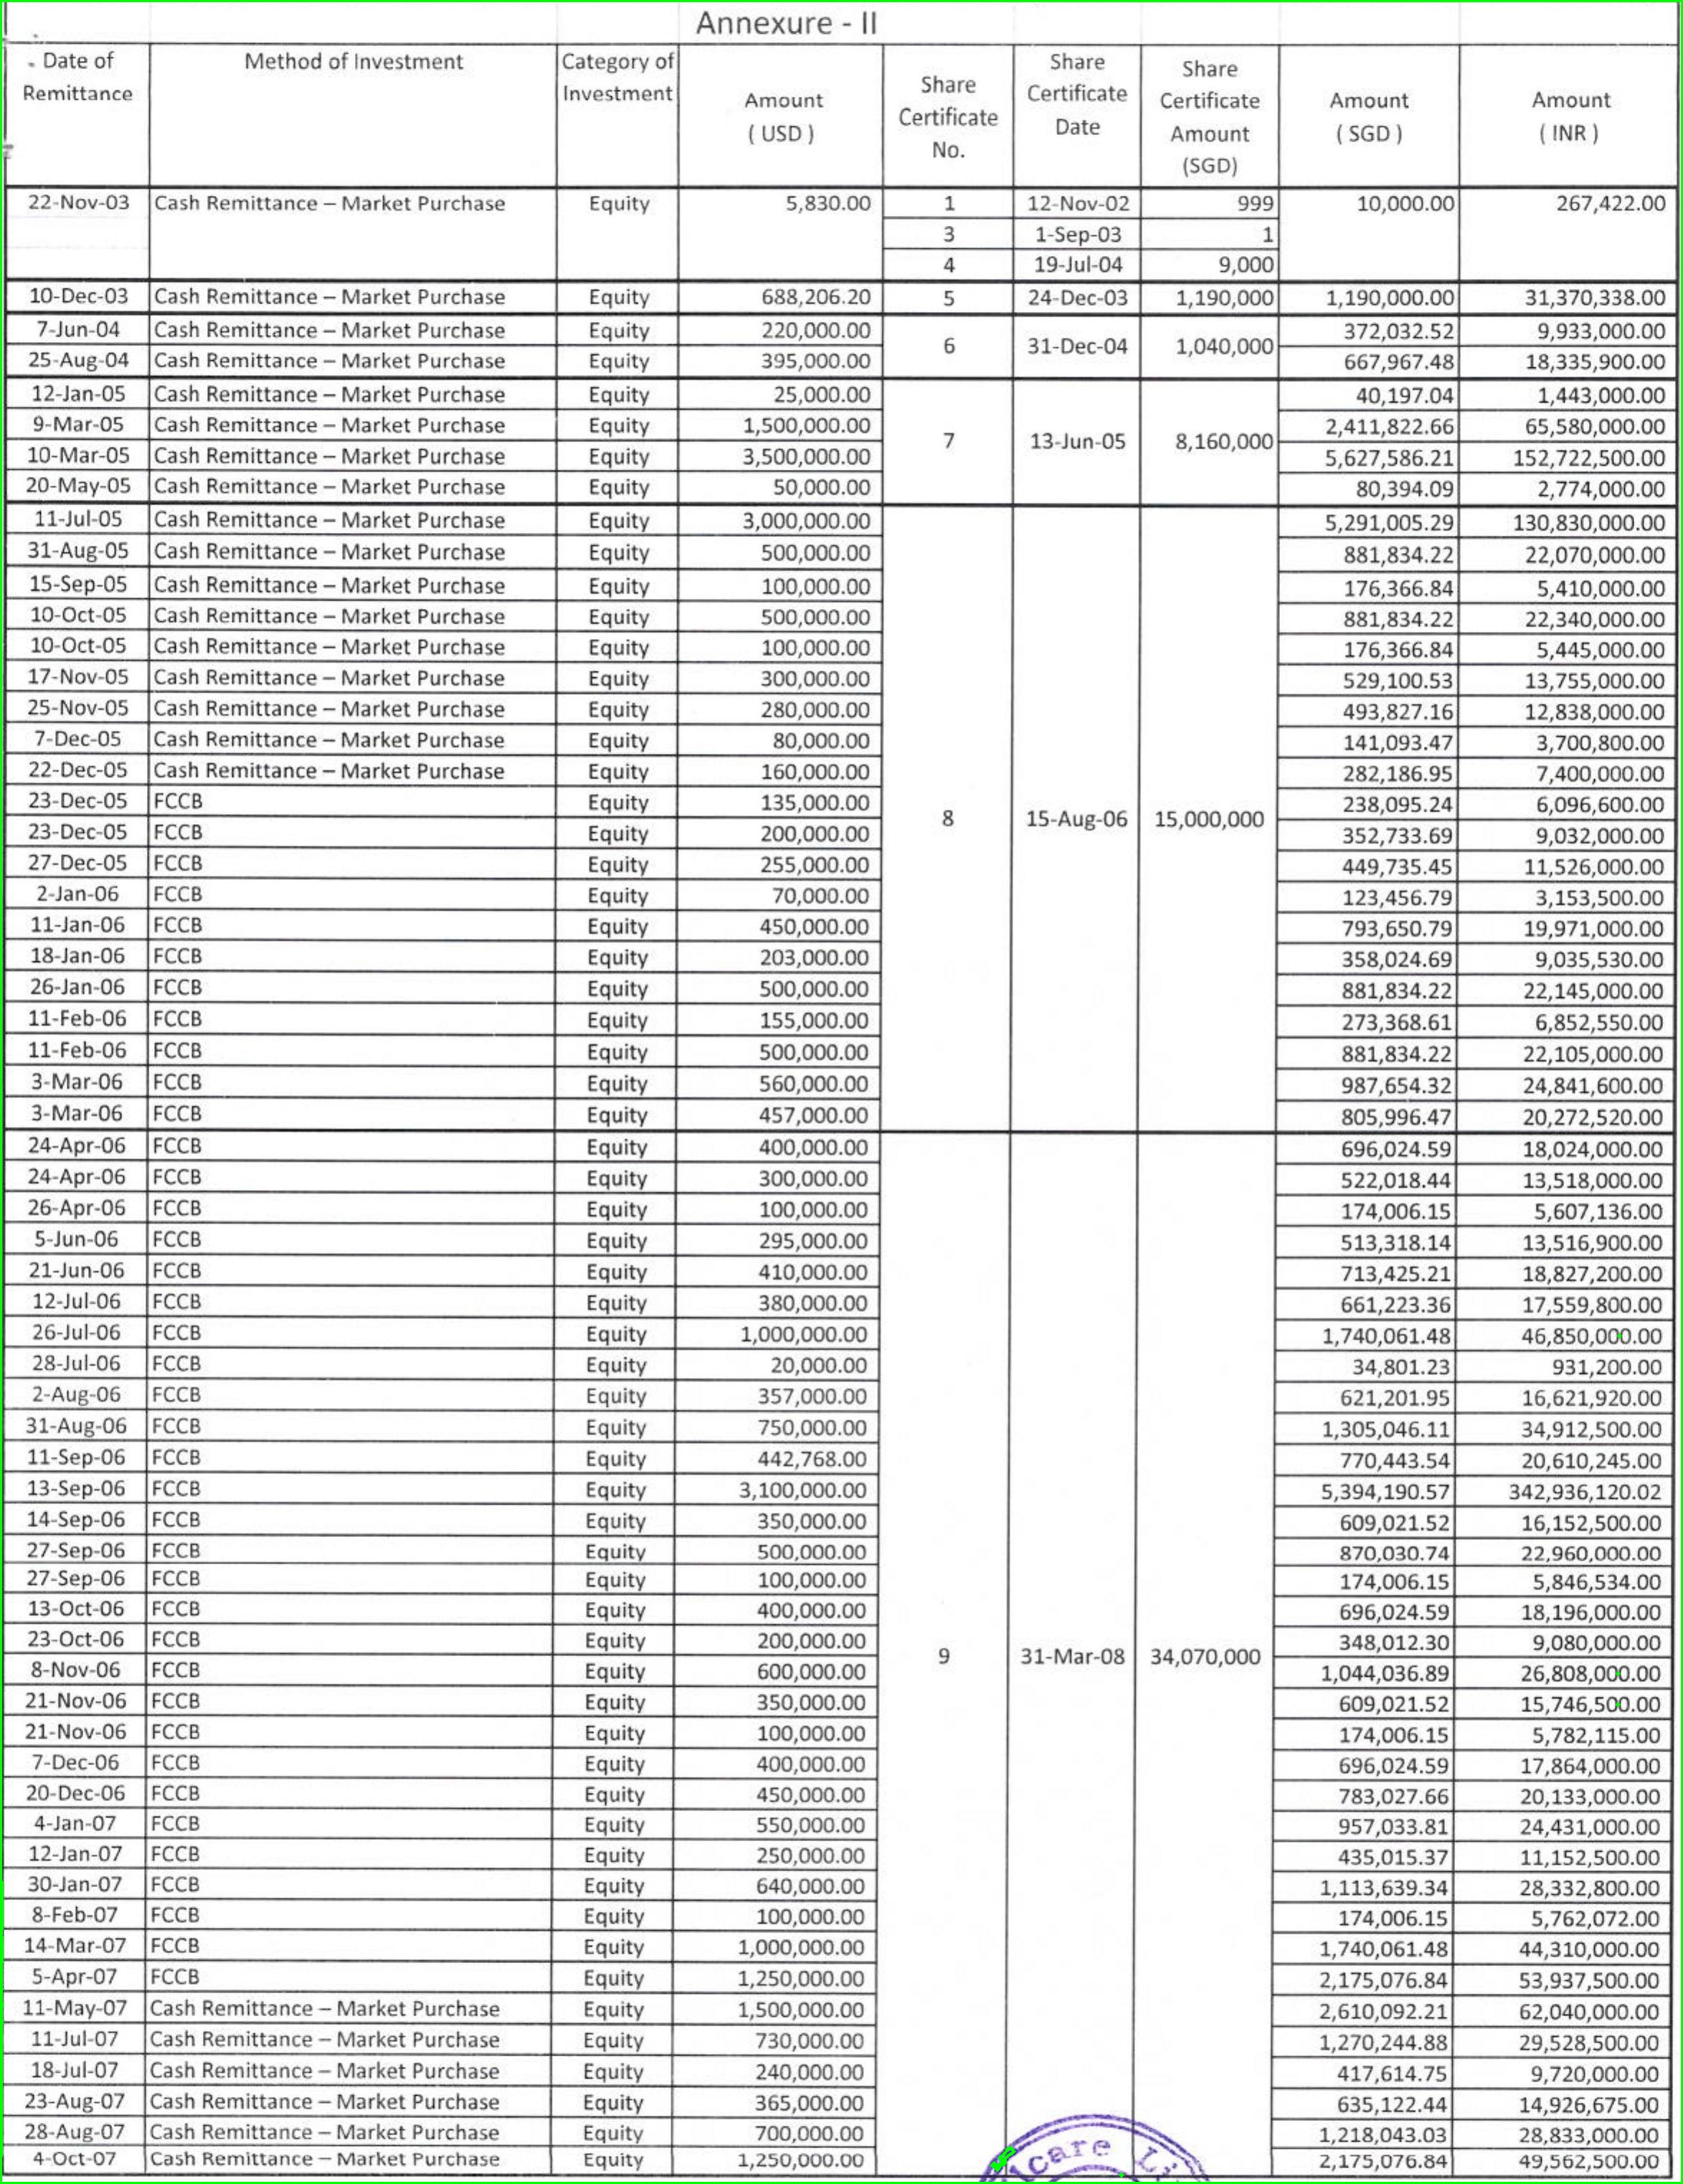 Annexure - II
Date of Remittance Method of Investment Category of Investment Amount ( USD ) Share Certificate No. Share Certificate Date Share Certificate Amount (SGD) Amount ( SGD ) Amount ( INR )
22-Nov-03 Cash Remittance – Market Purchase Equity 5,830.00 1 12-Nov-02 999 10,000.00 267,422.00
3 1-Sep-03 1
4 19-Jul-04 9,000
10-Dec-03 Cash Remittance – Market Purchase Equity 688,206.20 5 24-Dec-03 1,190,000 1,190,000.00 31,370,338.00
7-Jun-04 Cash Remittance – Market Purchase Equity 220,000.00 6 31-Dec-04 1,040,000 372,032.52 9,933,000.00
25-Aug-04 Cash Remittance – Market Purchase Equity 395,000.00 667,967.48 18,335,900.00
12-Jan-05 Cash Remittance – Market Purchase Equity 25,000.00 40,197.04 1,443,000.00
9-Mar-05 Cash Remittance – Market Purchase Equity 1,500,000.00 7 13-Jun-05 8,160,000 2,411,822.66 65,580,000.00
10-Mar-05 Cash Remittance – Market Purchase Equity 3,500,000.00 5,627,586.21 152,722,500.00
20-May-05 Cash Remittance – Market Purchase Equity 50,000.00 80,394.09 2,774,000.00
11-Jul-05 Cash Remittance – Market Purchase Equity 3,000,000.00 5,291,005.29 130,830,000.00
31-Aug-05 Cash Remittance – Market Purchase Equity 500,000.00 881,834.22 22,070,000.00
15-Sep-05 Cash Remittance – Market Purchase Equity 100,000.00 176,366.84 5,410,000.00
10-Oct-05 Cash Remittance – Market Purchase Equity 500,000.00 881,834.22 22,340,000.00
10-Oct-05 Cash Remittance – Market Purchase Equity 100,000.00 176,366.84 5,445,000.00
17-Nov-05 Cash Remittance – Market Purchase Equity 300,000.00 529,100.53 13,755,000.00
25-Nov-05 Cash Remittance – Market Purchase Equity 280,000.00 493,827.16 12,838,000.00
7-Dec-05 Cash Remittance – Market Purchase Equity 80,000.00 141,093.47 3,700,800.00
22-Dec-05 Cash Remittance – Market Purchase Equity 160,000.00 282,186.95 7,400,000.00
23-Dec-05 FCCB Equity 135,000.00 8 15-Aug-06 15,000,000 238,095.24 6,096,600.00
23-Dec-05 FCCB Equity 200,000.00 352,733.69 9,032,000.00
27-Dec-05 FCCB Equity 255,000.00 449,735.45 11,526,000.00
2-Jan-06 FCCB Equity 70,000.00 123,456.79 3,153,500.00
11-Jan-06 FCCB Equity 450,000.00 793,650.79 19,971,000.00
18-Jan-06 FCCB Equity 203,000.00 358,024.69 9,035,530.00
26-Jan-06 FCCB Equity 500,000.00 881,834.22 22,145,000.00
11-Feb-06 FCCB Equity 155,000.00 273,368.61 6,852,550.00
11-Feb-06 FCCB Equity 500,000.00 881,834.22 22,105,000.00
3-Mar-06 FCCB Equity 560,000.00 987,654.32 24,841,600.00
3-Mar-06 FCCB Equity 457,000.00 805,996.47 20,272,520.00
24-Apr-06 FCCB Equity 400,000.00 696,024.59 18,024,000.00
24-Apr-06 FCCB Equity 300,000.00 522,018.44 13,518,000.00
26-Apr-06 FCCB Equity 100,000.00 174,006.15 5,607,136.00
5-Jun-06 FCCB Equity 295,000.00 513,318.14 13,516,900.00
21-Jun-06 FCCB Equity 410,000.00 713,425.21 18,827,200.00
12-Jul-06 FCCB Equity 380,000.00 661,223.36 17,559,800.00
26-Jul-06 FCCB Equity 1,000,000.00 1,740,061.48 46,850,000.00
28-Jul-06 FCCB Equity 20,000.00 34,801.23 931,200.00
2-Aug-06 FCCB Equity 357,000.00 621,201.95 16,621,920.00
31-Aug-06 FCCB Equity 750,000.00 1,305,046.11 34,912,500.00
11-Sep-06 FCCB Equity 442,768.00 770,443.54 20,610,245.00
13-Sep-06 FCCB Equity 3,100,000.00 5,394,190.57 342,936,120.02
14-Sep-06 FCCB Equity 350,000.00 609,021.52 16,152,500.00
27-Sep-06 FCCB Equity 500,000.00 870,030.74 22,960,000.00
27-Sep-06 FCCB Equity 100,000.00 174,006.15 5,846,534.00
13-Oct-06 FCCB Equity 400,000.00 696,024.59 18,196,000.00
23-Oct-06 FCCB Equity 200,000.00 9 31-Mar-08 34,070,000 348,012.30 9,080,000.00
8-Nov-06 FCCB Equity 600,000.00 1,044,036.89 26,808,000.00
21-Nov-06 FCCB Equity 350,000.00 609,021.52 15,746,500.00
21-Nov-06 FCCB Equity 100,000.00 174,006.15 5,782,115.00
7-Dec-06 FCCB Equity 400,000.00 696,024.59 17,864,000.00
20-Dec-06 FCCB Equity 450,000.00 783,027.66 20,133,000.00
4-Jan-07 FCCB Equity 550,000.00 957,033.81 24,431,000.00
12-Jan-07 FCCB Equity 250,000.00 435,015.37 11,152,500.00
30-Jan-07 FCCB Equity 640,000.00 1,113,639.34 28,332,800.00
8-Feb-07 FCCB Equity 100,000.00 174,006.15 5,762,072.00
14-Mar-07 FCCB Equity 1,000,000.00 1,740,061.48 44,310,000.00
5-Apr-07 FCCB Equity 1,250,000.00 2,175,076.84 53,937,500.00
11-May-07 Cash Remittance – Market Purchase Equity 1,500,000.00 2,610,092.21 62,040,000.00
11-Jul-07 Cash Remittance – Market Purchase Equity 730,000.00 1,270,244.88 29,528,500.00
18-Jul-07 Cash Remittance – Market Purchase Equity 240,000.00 417,614.75 9,720,000.00
23-Aug-07 Cash Remittance – Market Purchase Equity 365,000.00 635,122.44 14,926,675.00
28-Aug-07 Cash Remittance – Market Purchase Equity 700,000.00 1,218,043.03 28,833,000.00
4-Oct-07 Cash Remittance – Market Purchase Equity 1,250,000.00 2,175,076.84 49,562,500.00